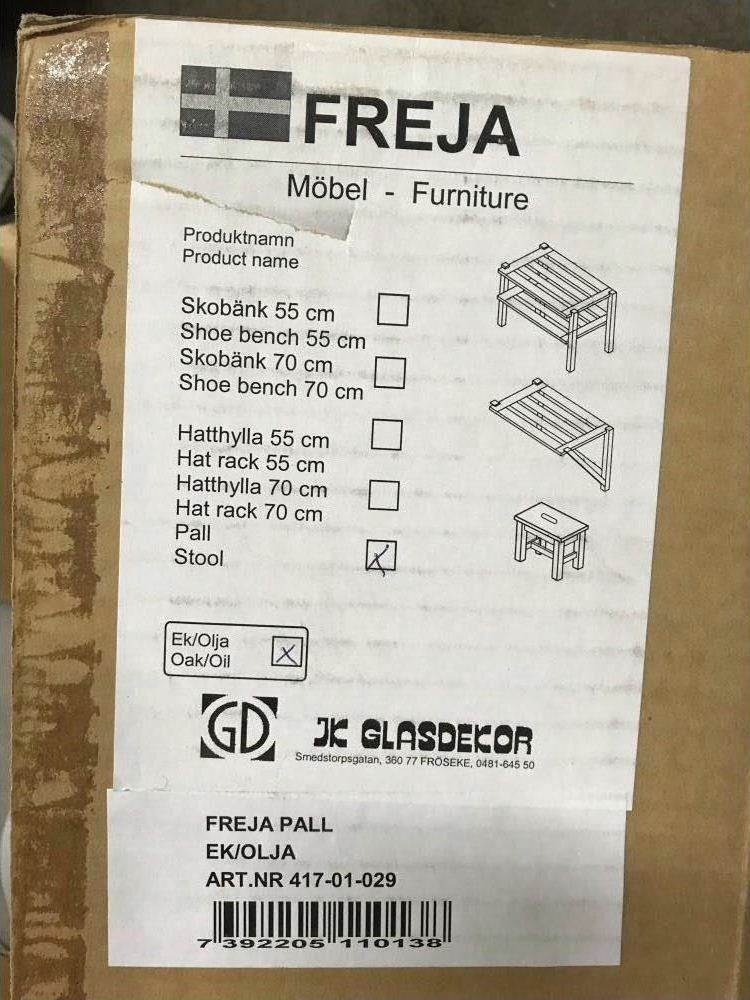 FREJA
Möbel - Furniture
Produktnamn
Product name
Skobänk 55 cm
Shoe bench 55 cm
Skobänk 70 cm
Shoe bench 70 cm
Hatthylla 55 cm
Hat rack 55 cm
Hatthylla 70 cm
Hat rack 70 cm
Pall
Stool
Ek/Olja
Oak/Oil
GD JK GLASDEKOR
Smedstorpsgatan, 360 77 FRÖSEKE, 0481-645 50
FREJA PALL
EK/OLJA
ART.NR 417-01-029
7 392205 110138